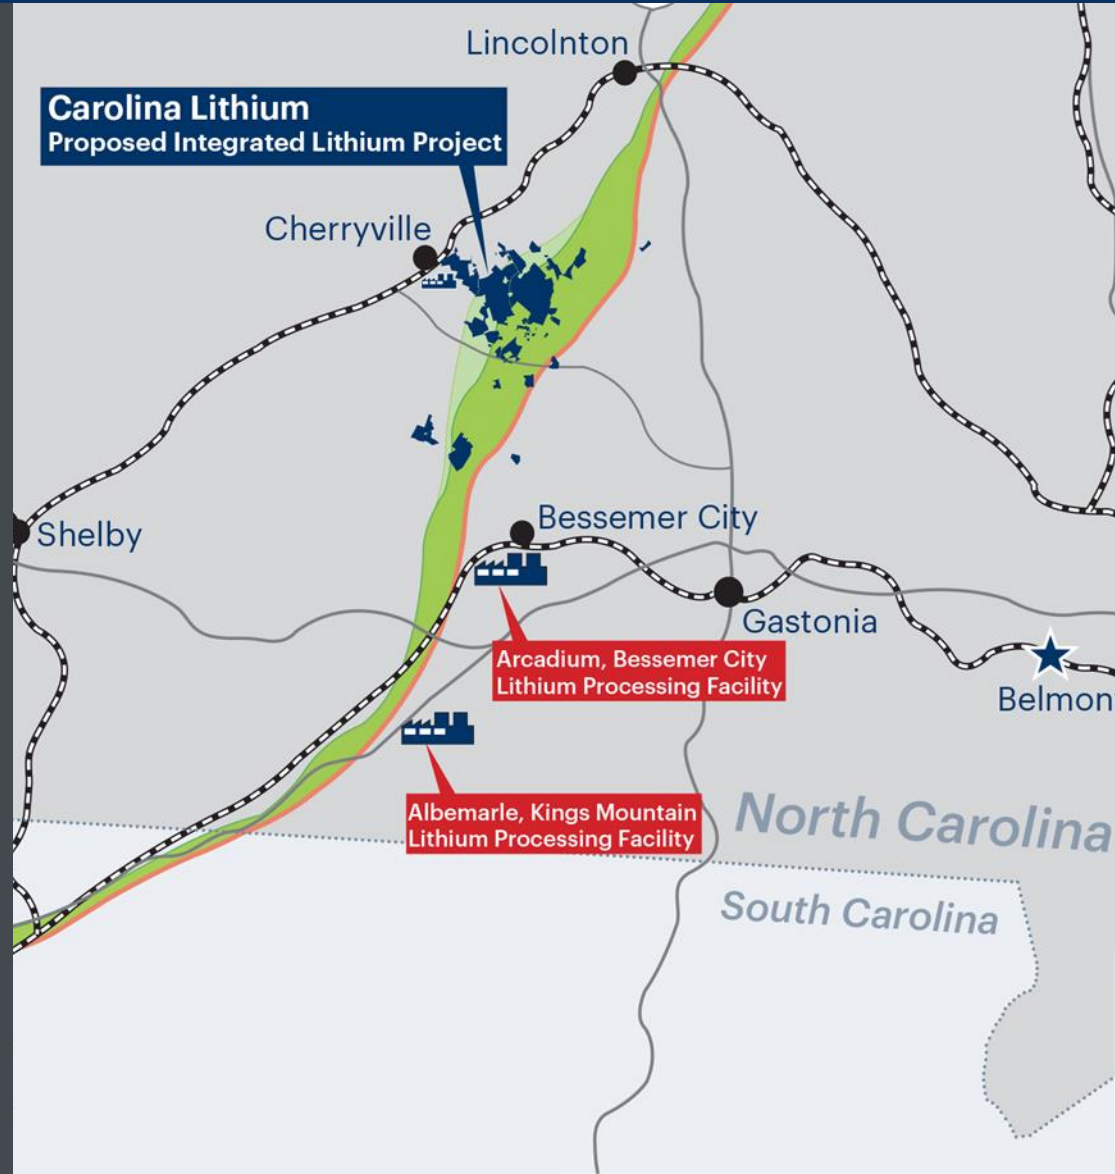 Lincolnton
Carolina Lithium
Proposed Integrated Lithium Project
Cherryville
Bessemer City
Shelby
Gastonia
Arcadium, Bessemer City
Lithium Processing Facility
Belmon
Albemarle, Kings Mountain
Lithium Processing Facility
North Carolina
South Carolina